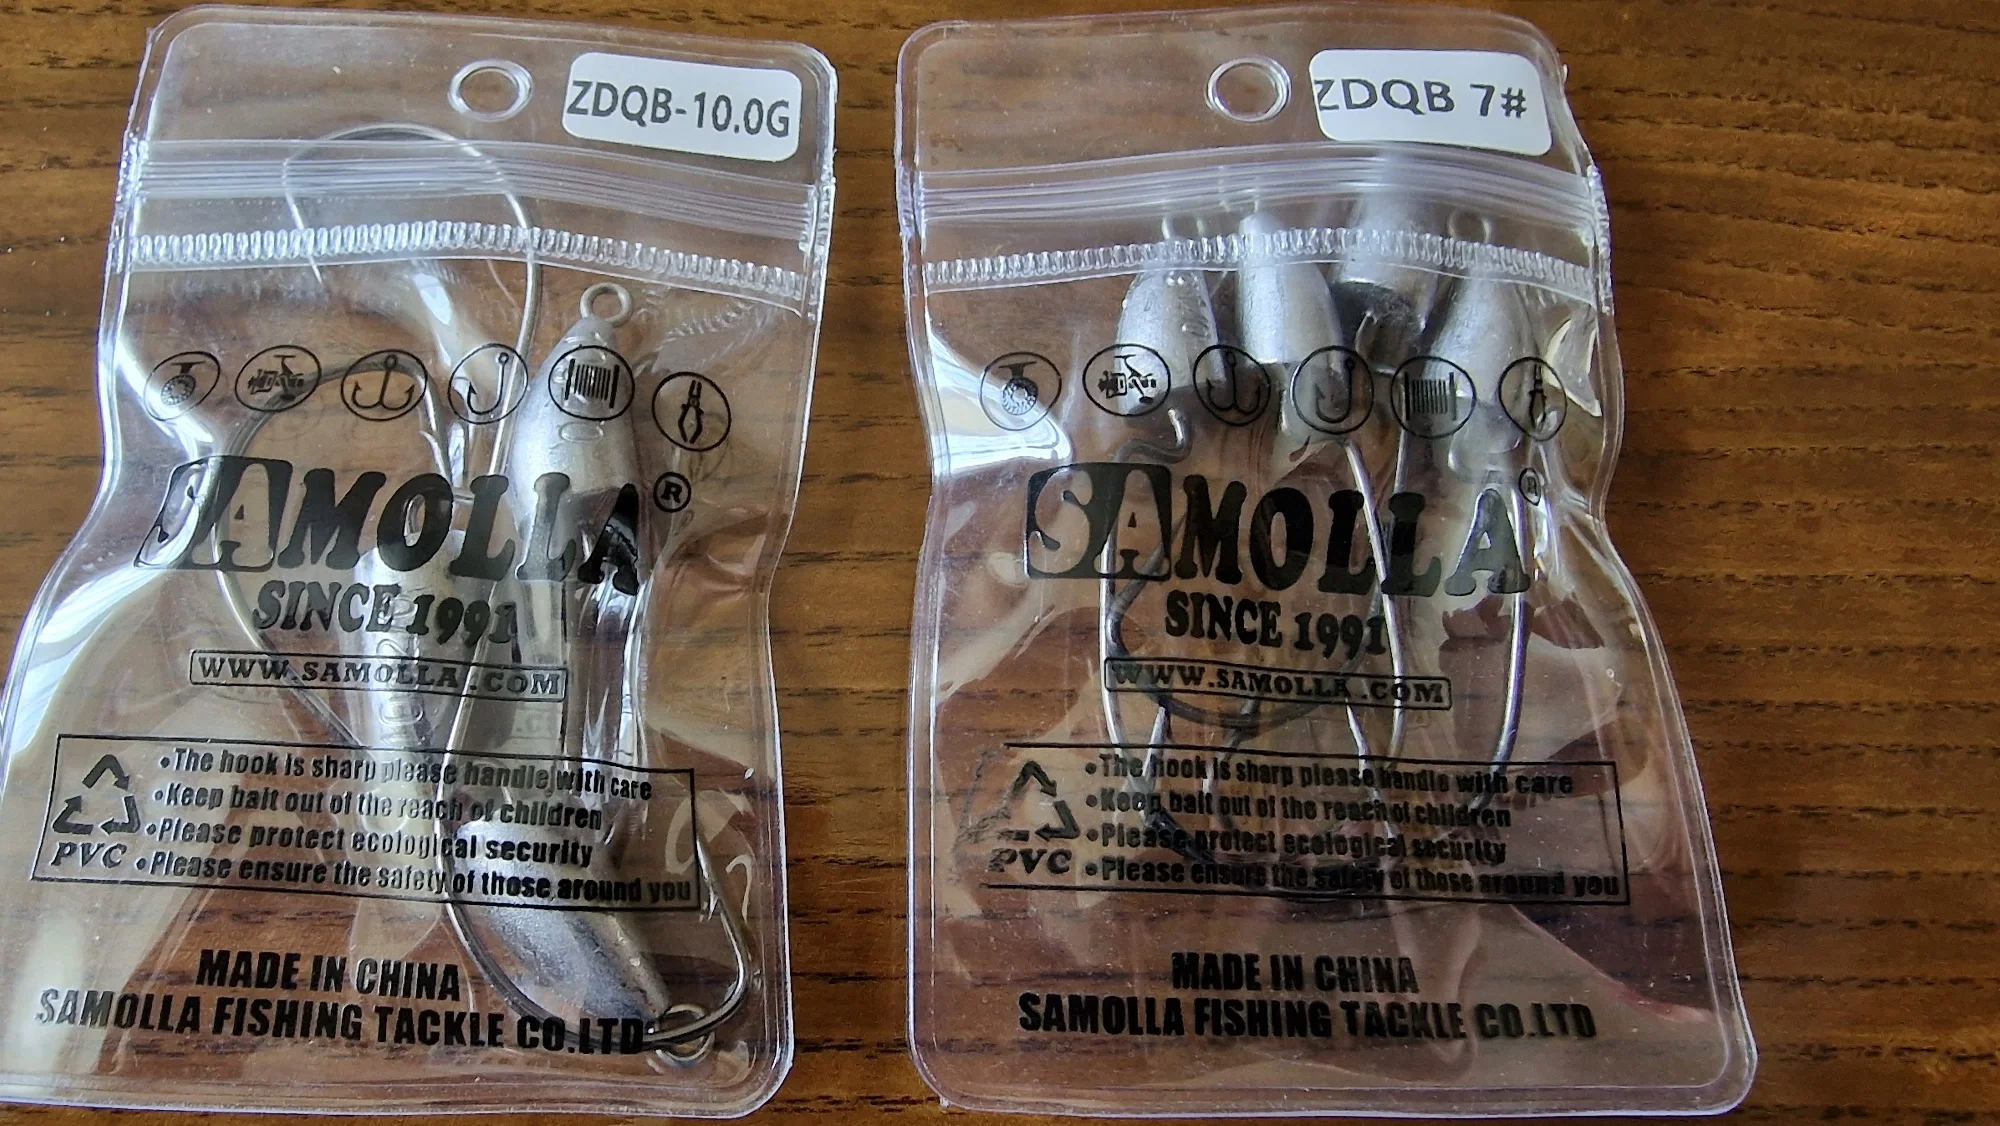 ZDQB-10.0G
SAMOLLA®
SINCE 1991
WWW.SAMOLLA.COM
•The hook is sharp please handle with care
•Keep bait out of the reach of children
•Please protect ecological security
•Please ensure the safety of those around you
PVC
MADE IN CHINA
SAMOLLA FISHING TACKLE CO.LTD
ZDQB 7#
SAMOLLA®
SINCE 1991
WWW.SAMOLLA.COM
•The hook is sharp please handle with care
•Keep bait out of the reach of children
•Please protect ecological security
•Please ensure the safety of those around you
PVC
MADE IN CHINA
SAMOLLA FISHING TACKLE CO.LTD